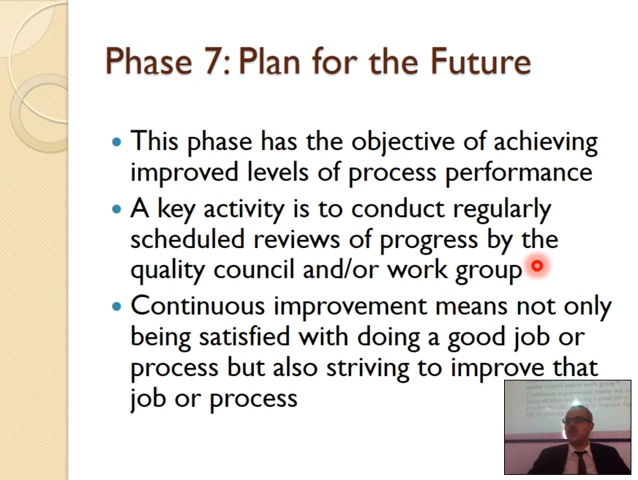 Phase 7: Plan for the Future
This phase has the objective of achieving
improved levels of process performance
A key activity is to conduct regularly
scheduled reviews of progress by the
quality council and/or work group
Continuous improvement means not only
being satisfied with doing a good job or
process but also striving to improve that
job or process